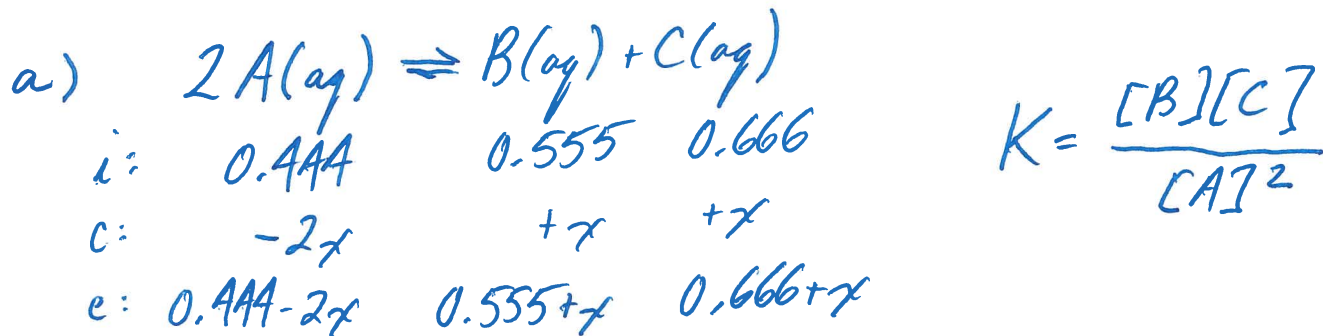 a) 2A(aq) ⇌ B(aq) + C(aq)
i: 0.444 0.555 0.666
c: -2x +x +x
e: 0.444-2x 0.555+x 0.666+x
K = [B][C] / [A]²